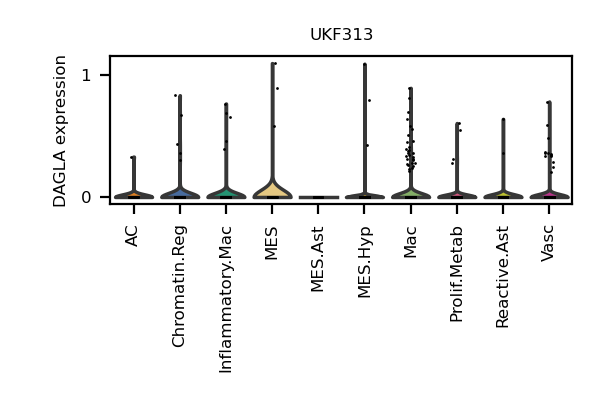 UKF313
DAGLA expression
1
0
AC
Chromatin.Reg
Inflammatory.Mac
MES
MES.Ast
MES.Hyp
Mac
Prolif.Metab
Reactive.Ast
Vasc